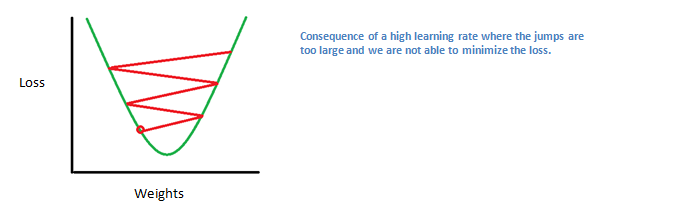 Consequence of a high learning rate where the jumps are
too large and we are not able to minimize the loss.
Loss
Weights